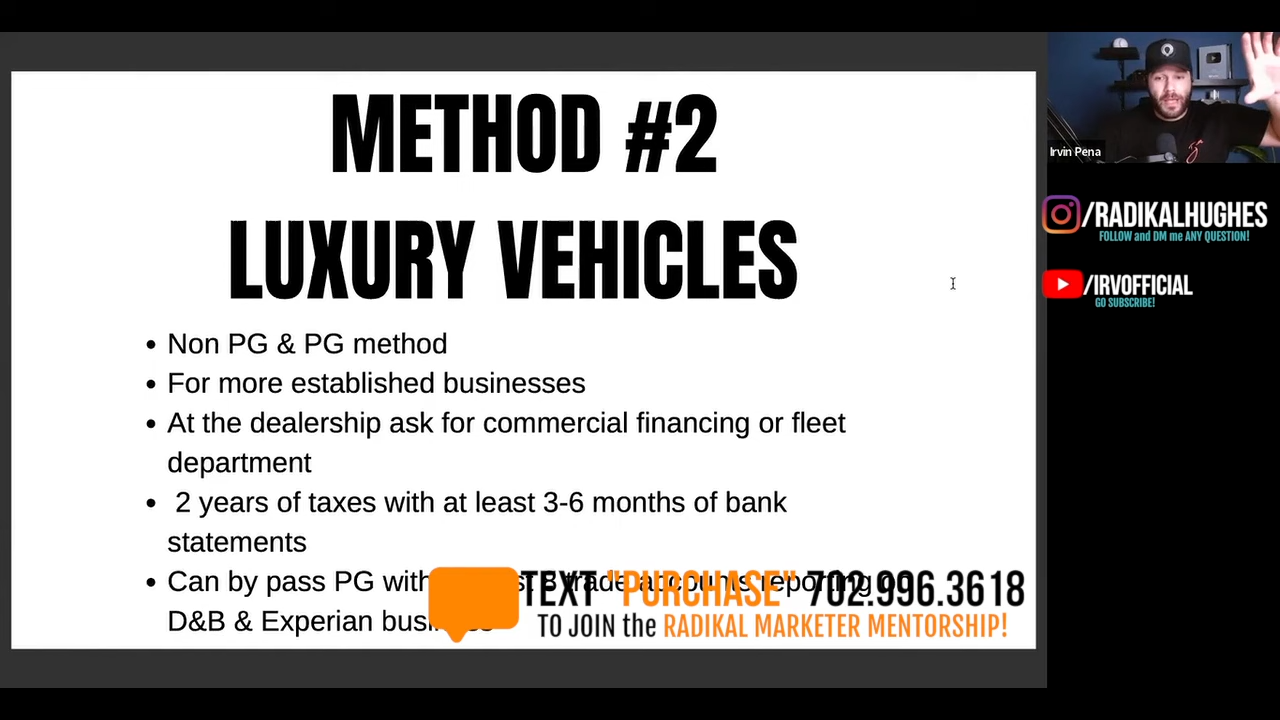 METHOD #2
LUXURY VEHICLES
• Non PG & PG method
• For more established businesses
• At the dealership ask for commercial financing or fleet
department
• 2 years of taxes with at least 3-6 months of bank
statements
• Can by pass PG with 3 trade accounts reporting on
D&B & Experian
TEXT "PURCHASE" 702.996.3618
TO JOIN the RADIKAL MARKETER MENTORSHIP!
Irvin Pena
/RADIKALHUGHES
FOLLOW and DM me ANY QUESTION!
/IRVOFFICIAL
GO SUBSCRIBE!